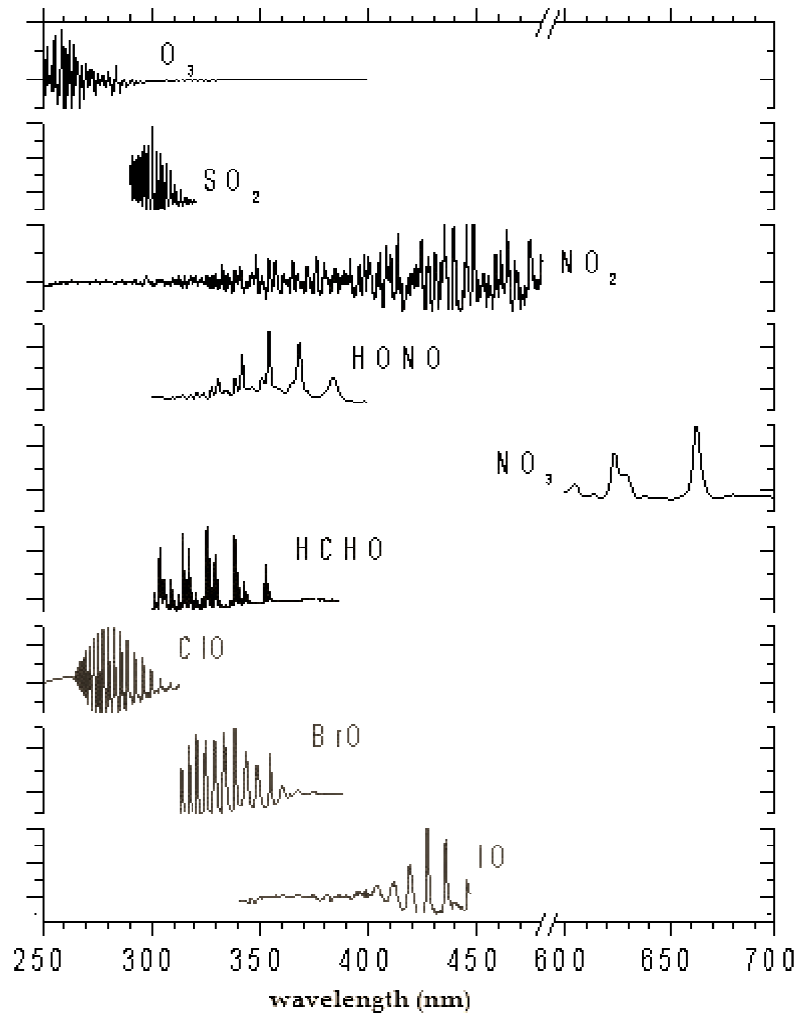 O₃
SO₂
NO₂
HONO
NO₃
HCHO
ClO
BrO
IO
250 300 350 400 450 600 650 700
wavelength (nm)